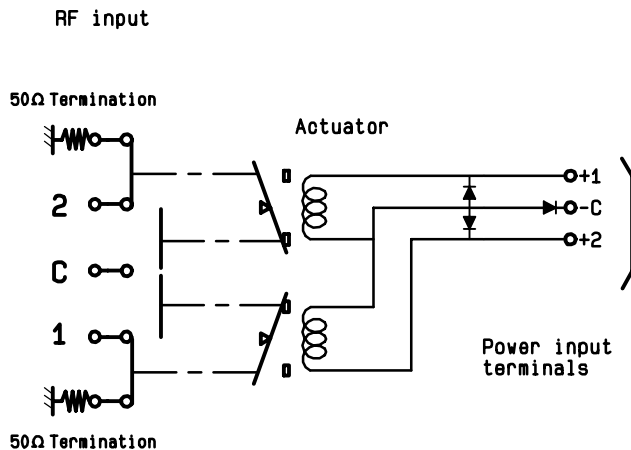 RF input
50Ω Termination
Actuator
+1
2
-C
+2
C
1
Power input
terminals
50Ω Termination